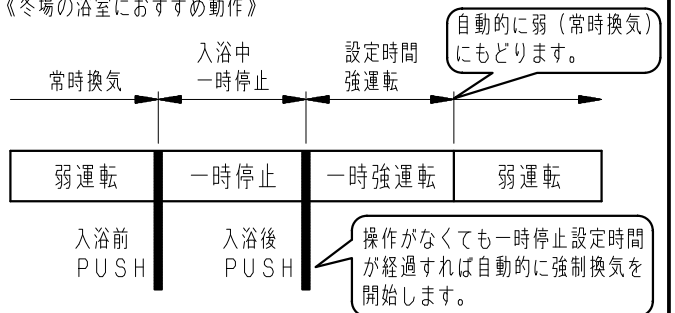 《冬場の浴室におすすめ動作》
自動的に弱(常時換気)
にもどります。
常時換気
入浴中
一時停止
設定時間
強運転
弱運転
一時停止
一時強運転
弱運転
入浴前
PUSH
入浴後
PUSH
操作がなくても一時停止設定時間
が経過すれば自動的に強制換気を
開始します。